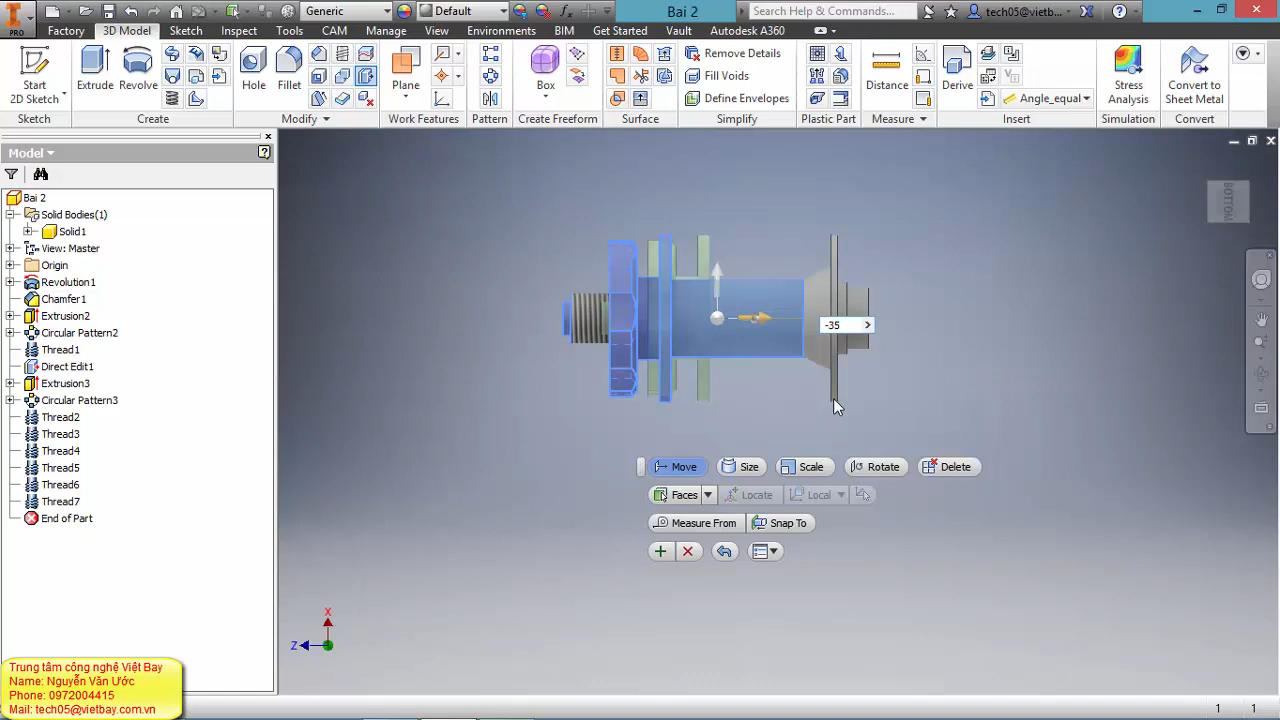 PRO
Generic
Default
fx
Bai 2
Search Help & Commands...
tech05@vietb...
Factory 3D Model Sketch Inspect Tools CAM Manage View Environments BIM Get Started Vault Autodesk A360
Start
2D Sketch
Extrude Revolve
Hole Fillet
Plane
Box
Remove Details
Fill Voids
Define Envelopes
Distance
Derive
Angle_equal
Stress
Analysis
Convert to
Sheet Metal
Sketch Create Modify Work Features Pattern Create Freeform Surface Simplify Plastic Part Measure Insert Simulation Convert
Model
Bai 2
Solid Bodies(1)
Solid1
View: Master
Origin
Revolution1
Chamfer1
Extrusion2
Circular Pattern2
Thread1
Direct Edit1
Extrusion3
Circular Pattern3
Thread2
Thread3
Thread4
Thread5
Thread6
Thread7
End of Part
BOTTOM
-35
Move Size Scale Rotate Delete
Faces Locate Local
Measure From Snap To
X
Z
Trung tâm công nghệ Việt Bay
Name: Nguyễn Văn Ước
Phone: 0972004415
Mail: tech05@vietbay.com.vn
1 1